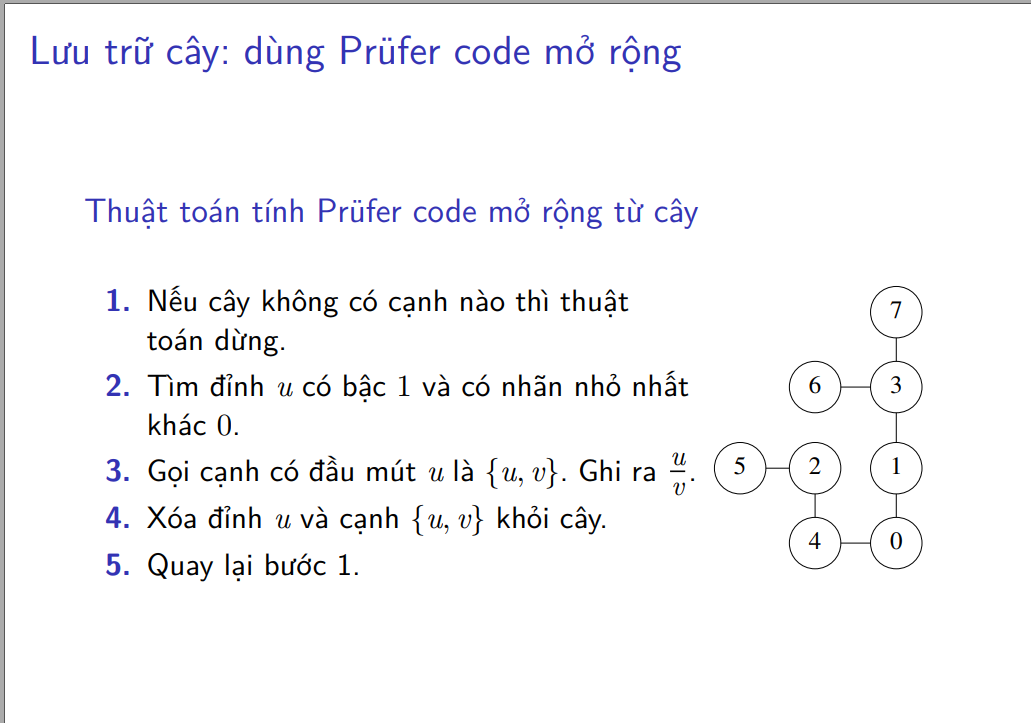 Lưu trữ cây: dùng Prüfer code mở rộng
Thuật toán tính Prüfer code mở rộng từ cây
1. Nếu cây không có cạnh nào thì thuật
toán dừng.
2. Tìm đỉnh u có bậc 1 và có nhãn nhỏ nhất
khác 0.
3. Gọi cạnh có đầu mút u là {u, v}. Ghi ra u/v.
4. Xóa đỉnh u và cạnh {u, v} khỏi cây.
5. Quay lại bước 1.
7
6 3
5 2 1
4 0